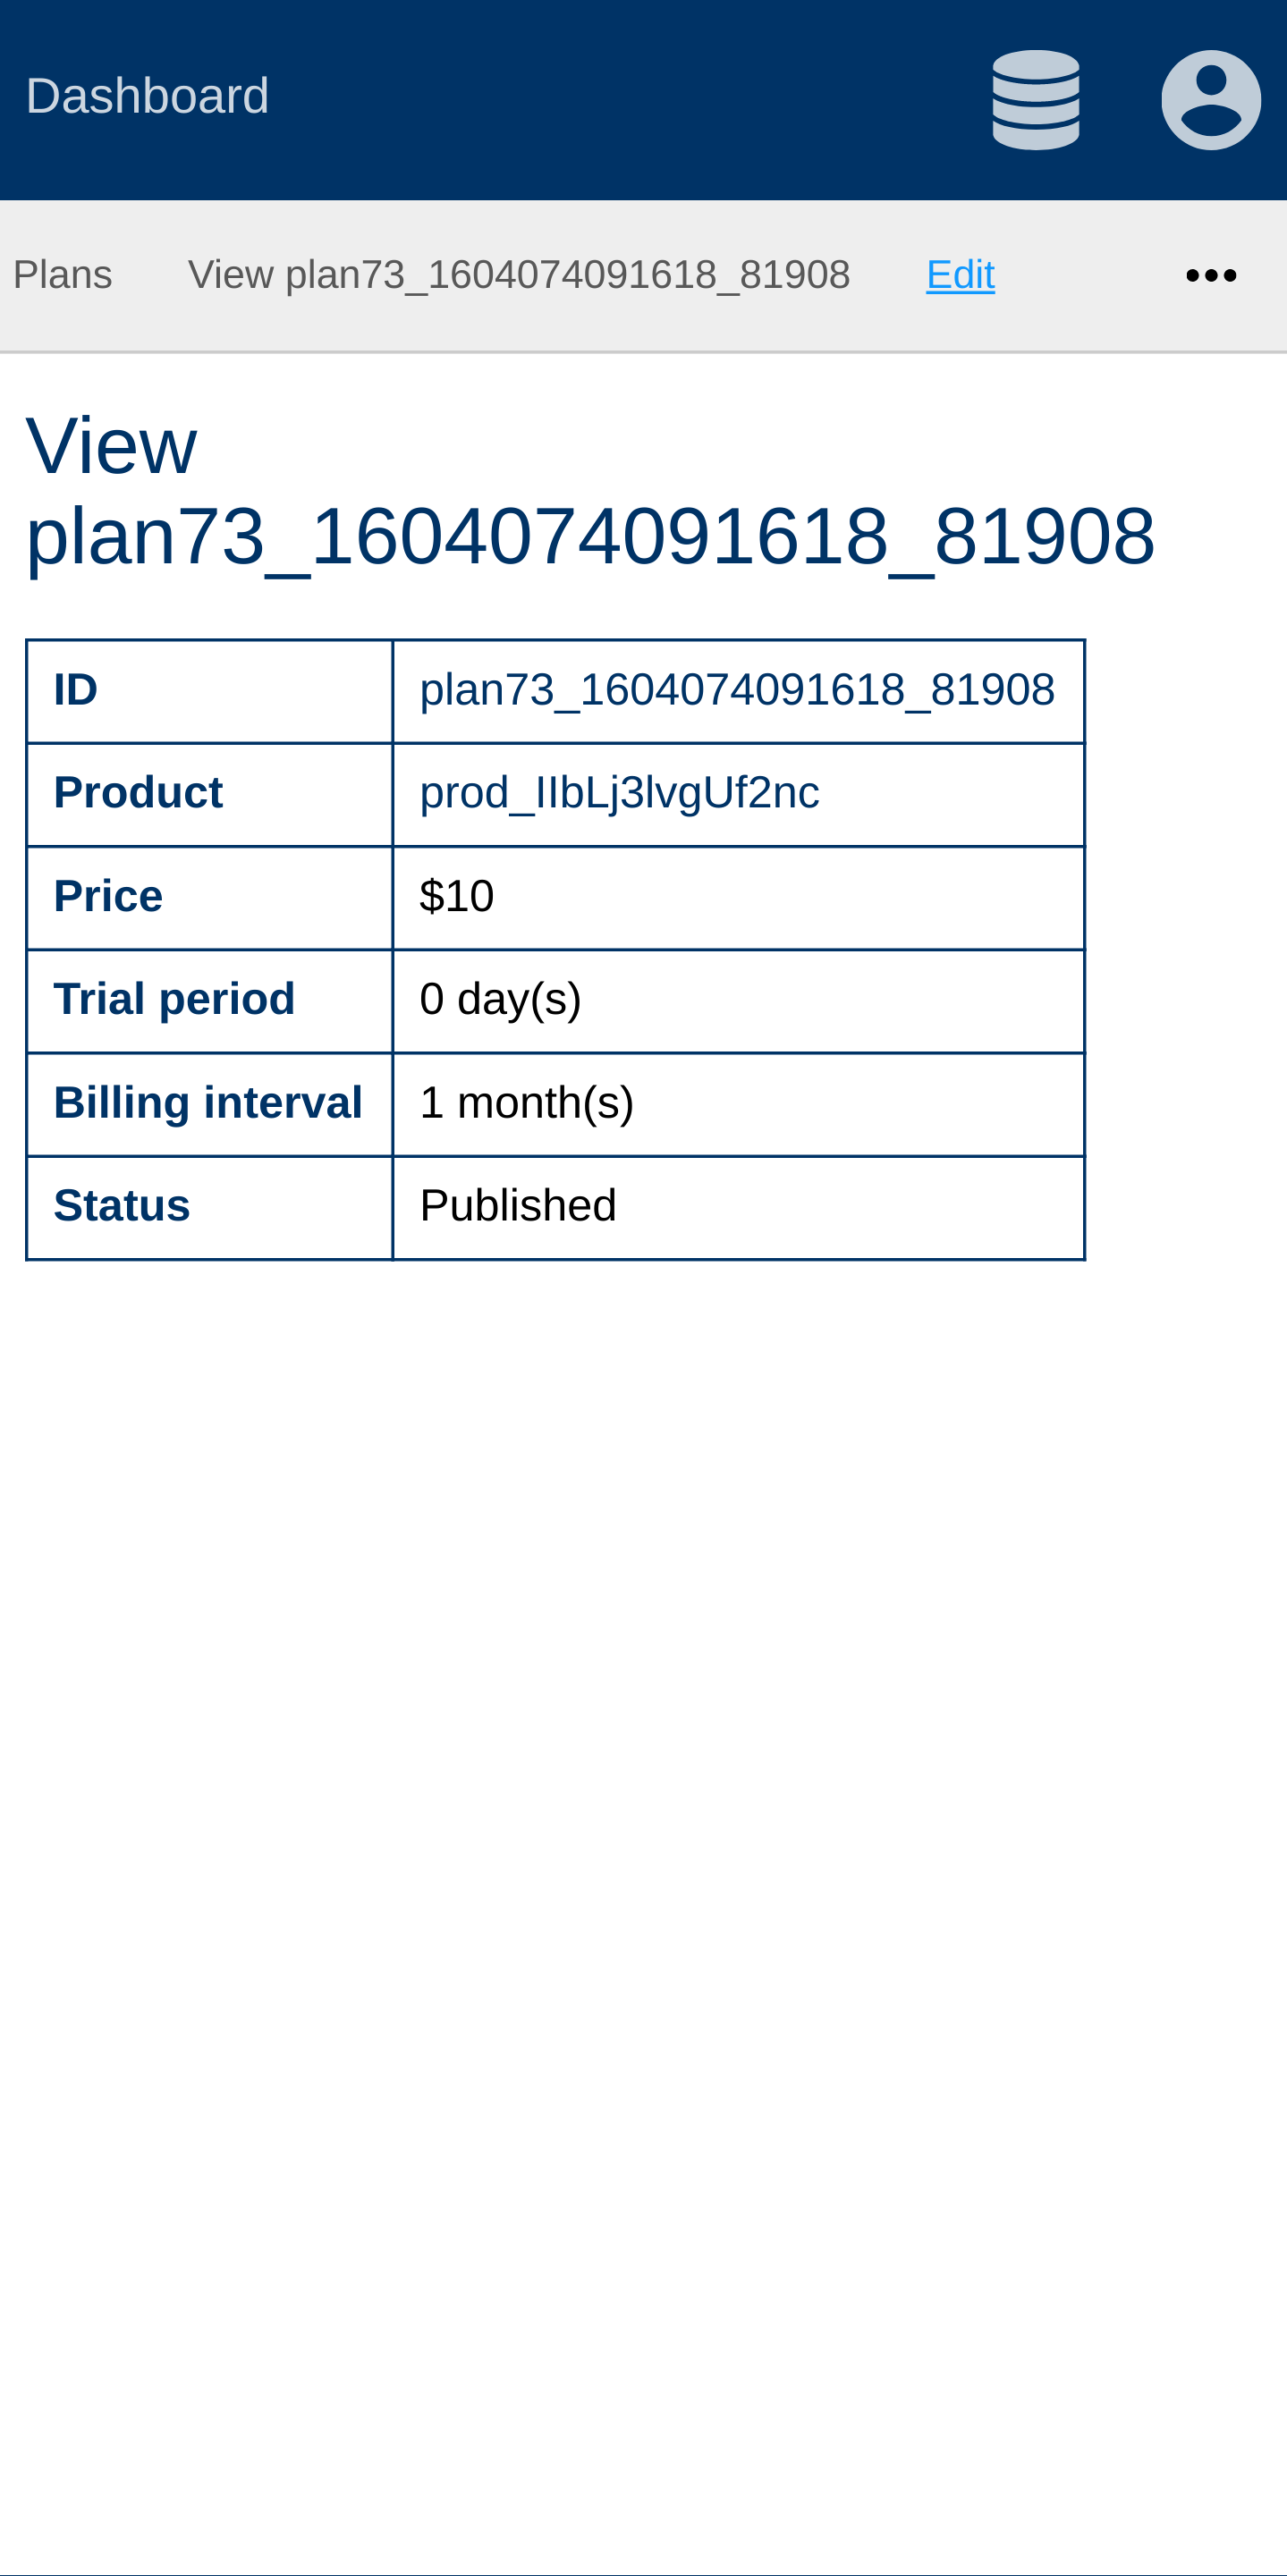 Dashboard
Plans View plan73_1604074091618_81908 Edit •••
View
plan73_1604074091618_81908
ID plan73_1604074091618_81908
Product prod_IIbLj3lvgUf2nc
Price $10
Trial period 0 day(s)
Billing interval 1 month(s)
Status Published